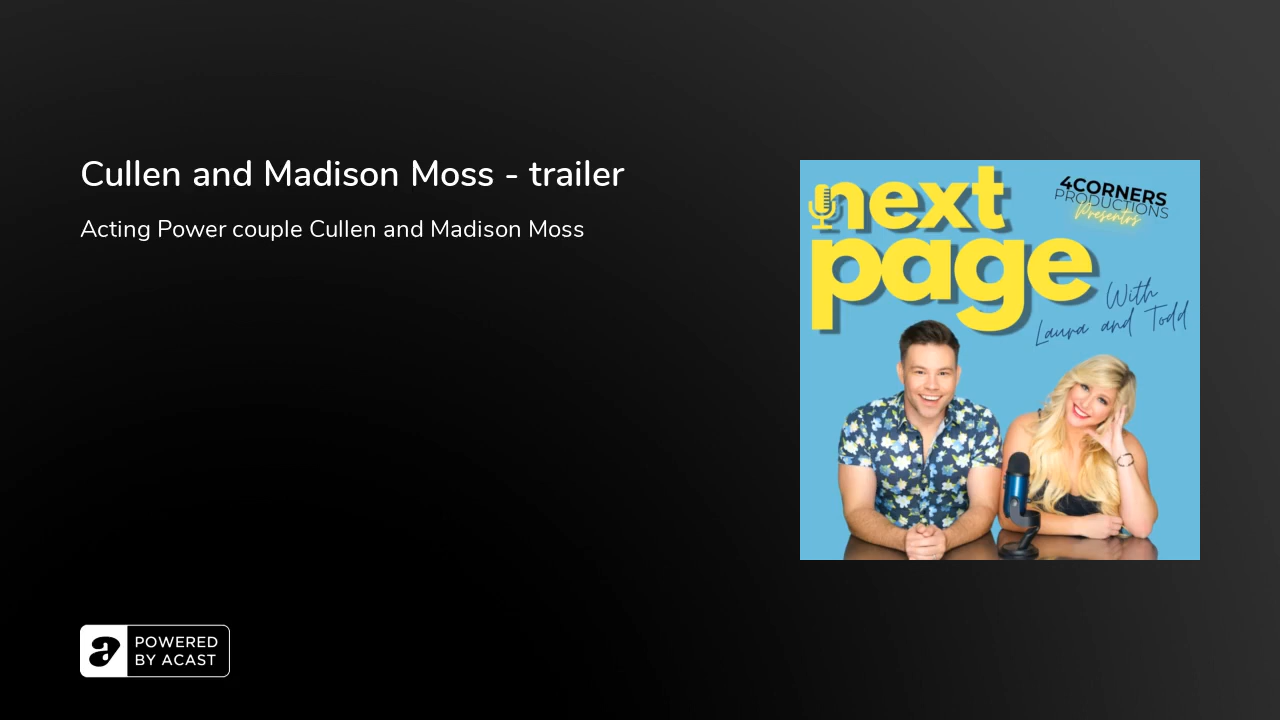 Cullen and Madison Moss - trailer
Acting Power couple Cullen and Madison Moss
next
page
4CORNERS
PRODUCTIONS
Presents
With
Laura and Todd
POWERED
BY ACAST